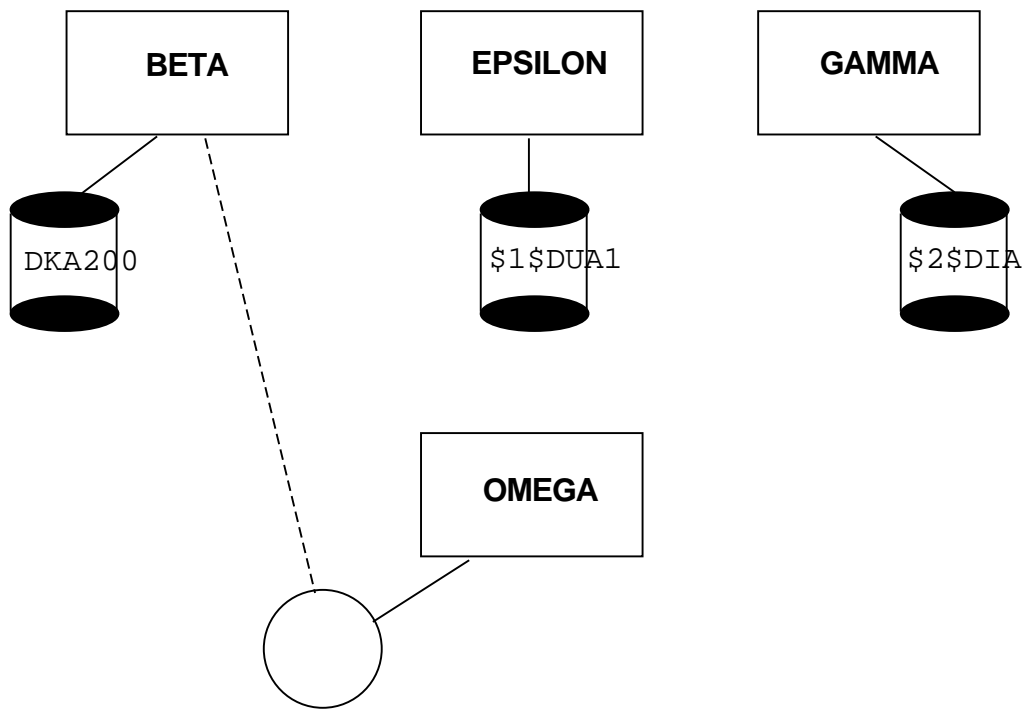 BETA
EPSILON
GAMMA
DKA200
$1$DUA1
$2$DIA
OMEGA